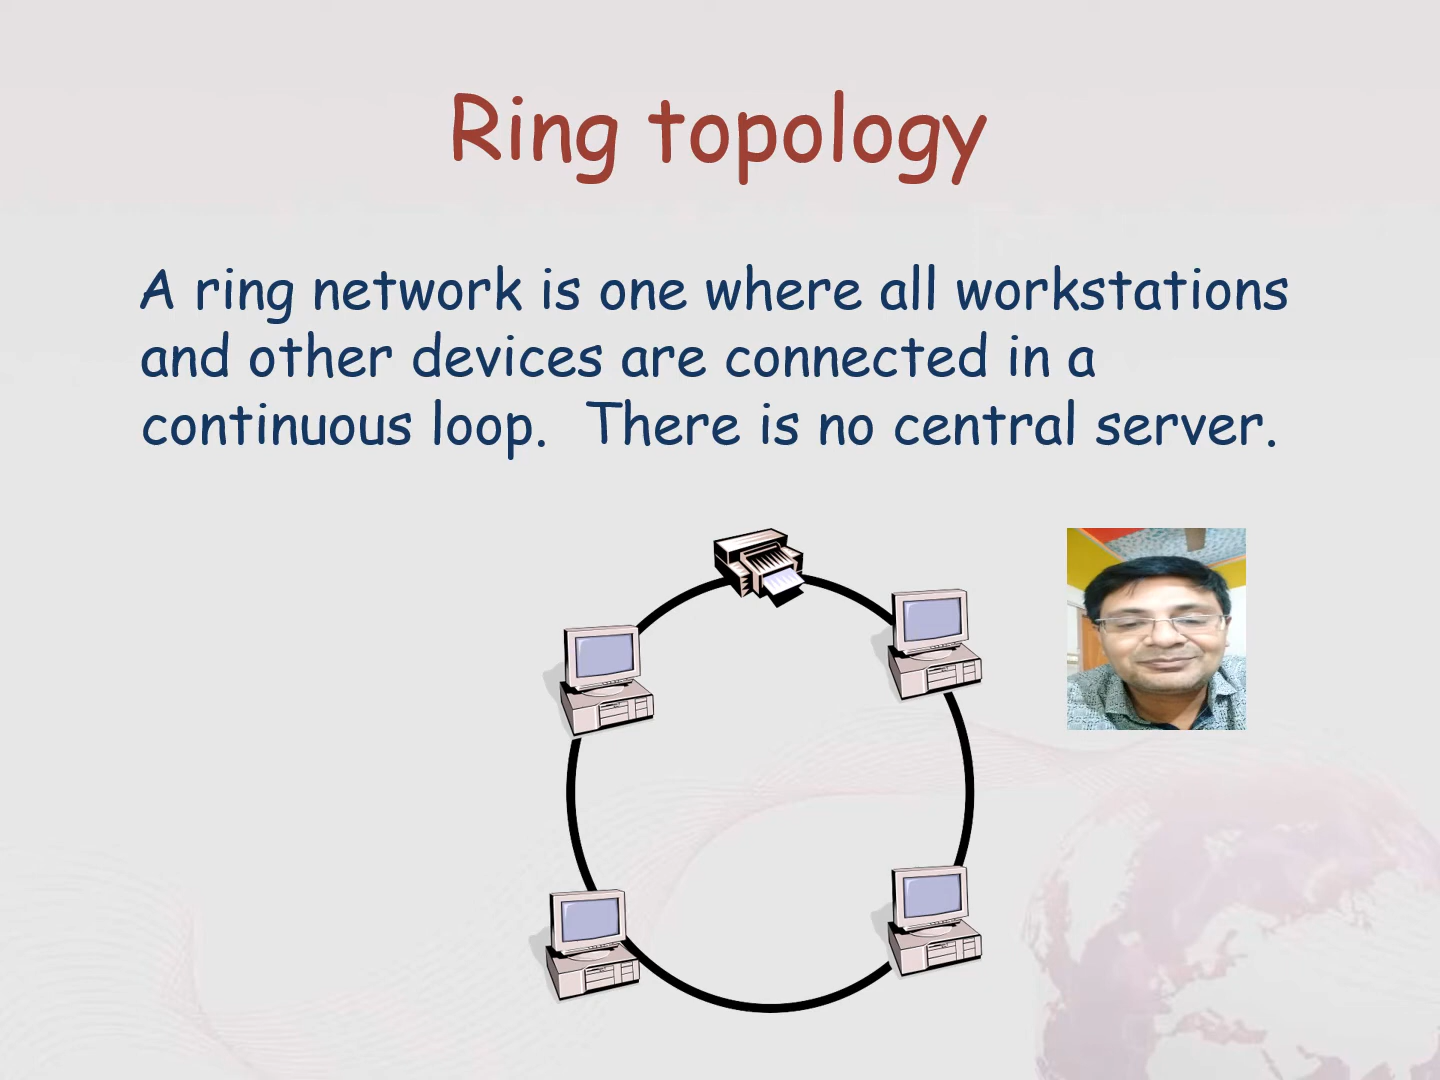 Ring topology
A ring network is one where all workstations
and other devices are connected in a
continuous loop.  There is no central server.